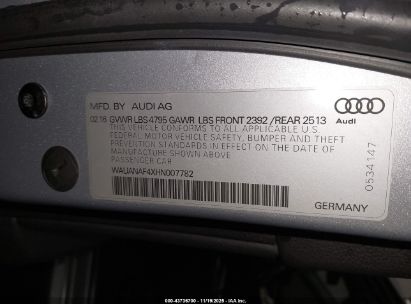 MFD. BY AUDI AG
02.16 GVWR LBS 4795 GAWR LBS FRONT 2392 /REAR 2513
THIS VEHICLE CONFORMS TO ALL APPLICABLE U.S.
FEDERAL MOTOR VEHICLE SAFETY, BUMPER AND THEFT
PREVENTION STANDARDS IN EFFECT ON THE DATE OF
MANUFACTURE SHOWN ABOVE
PASSENGER CAR
WAUANAF4XHN007782
Audi
0534147
GERMANY